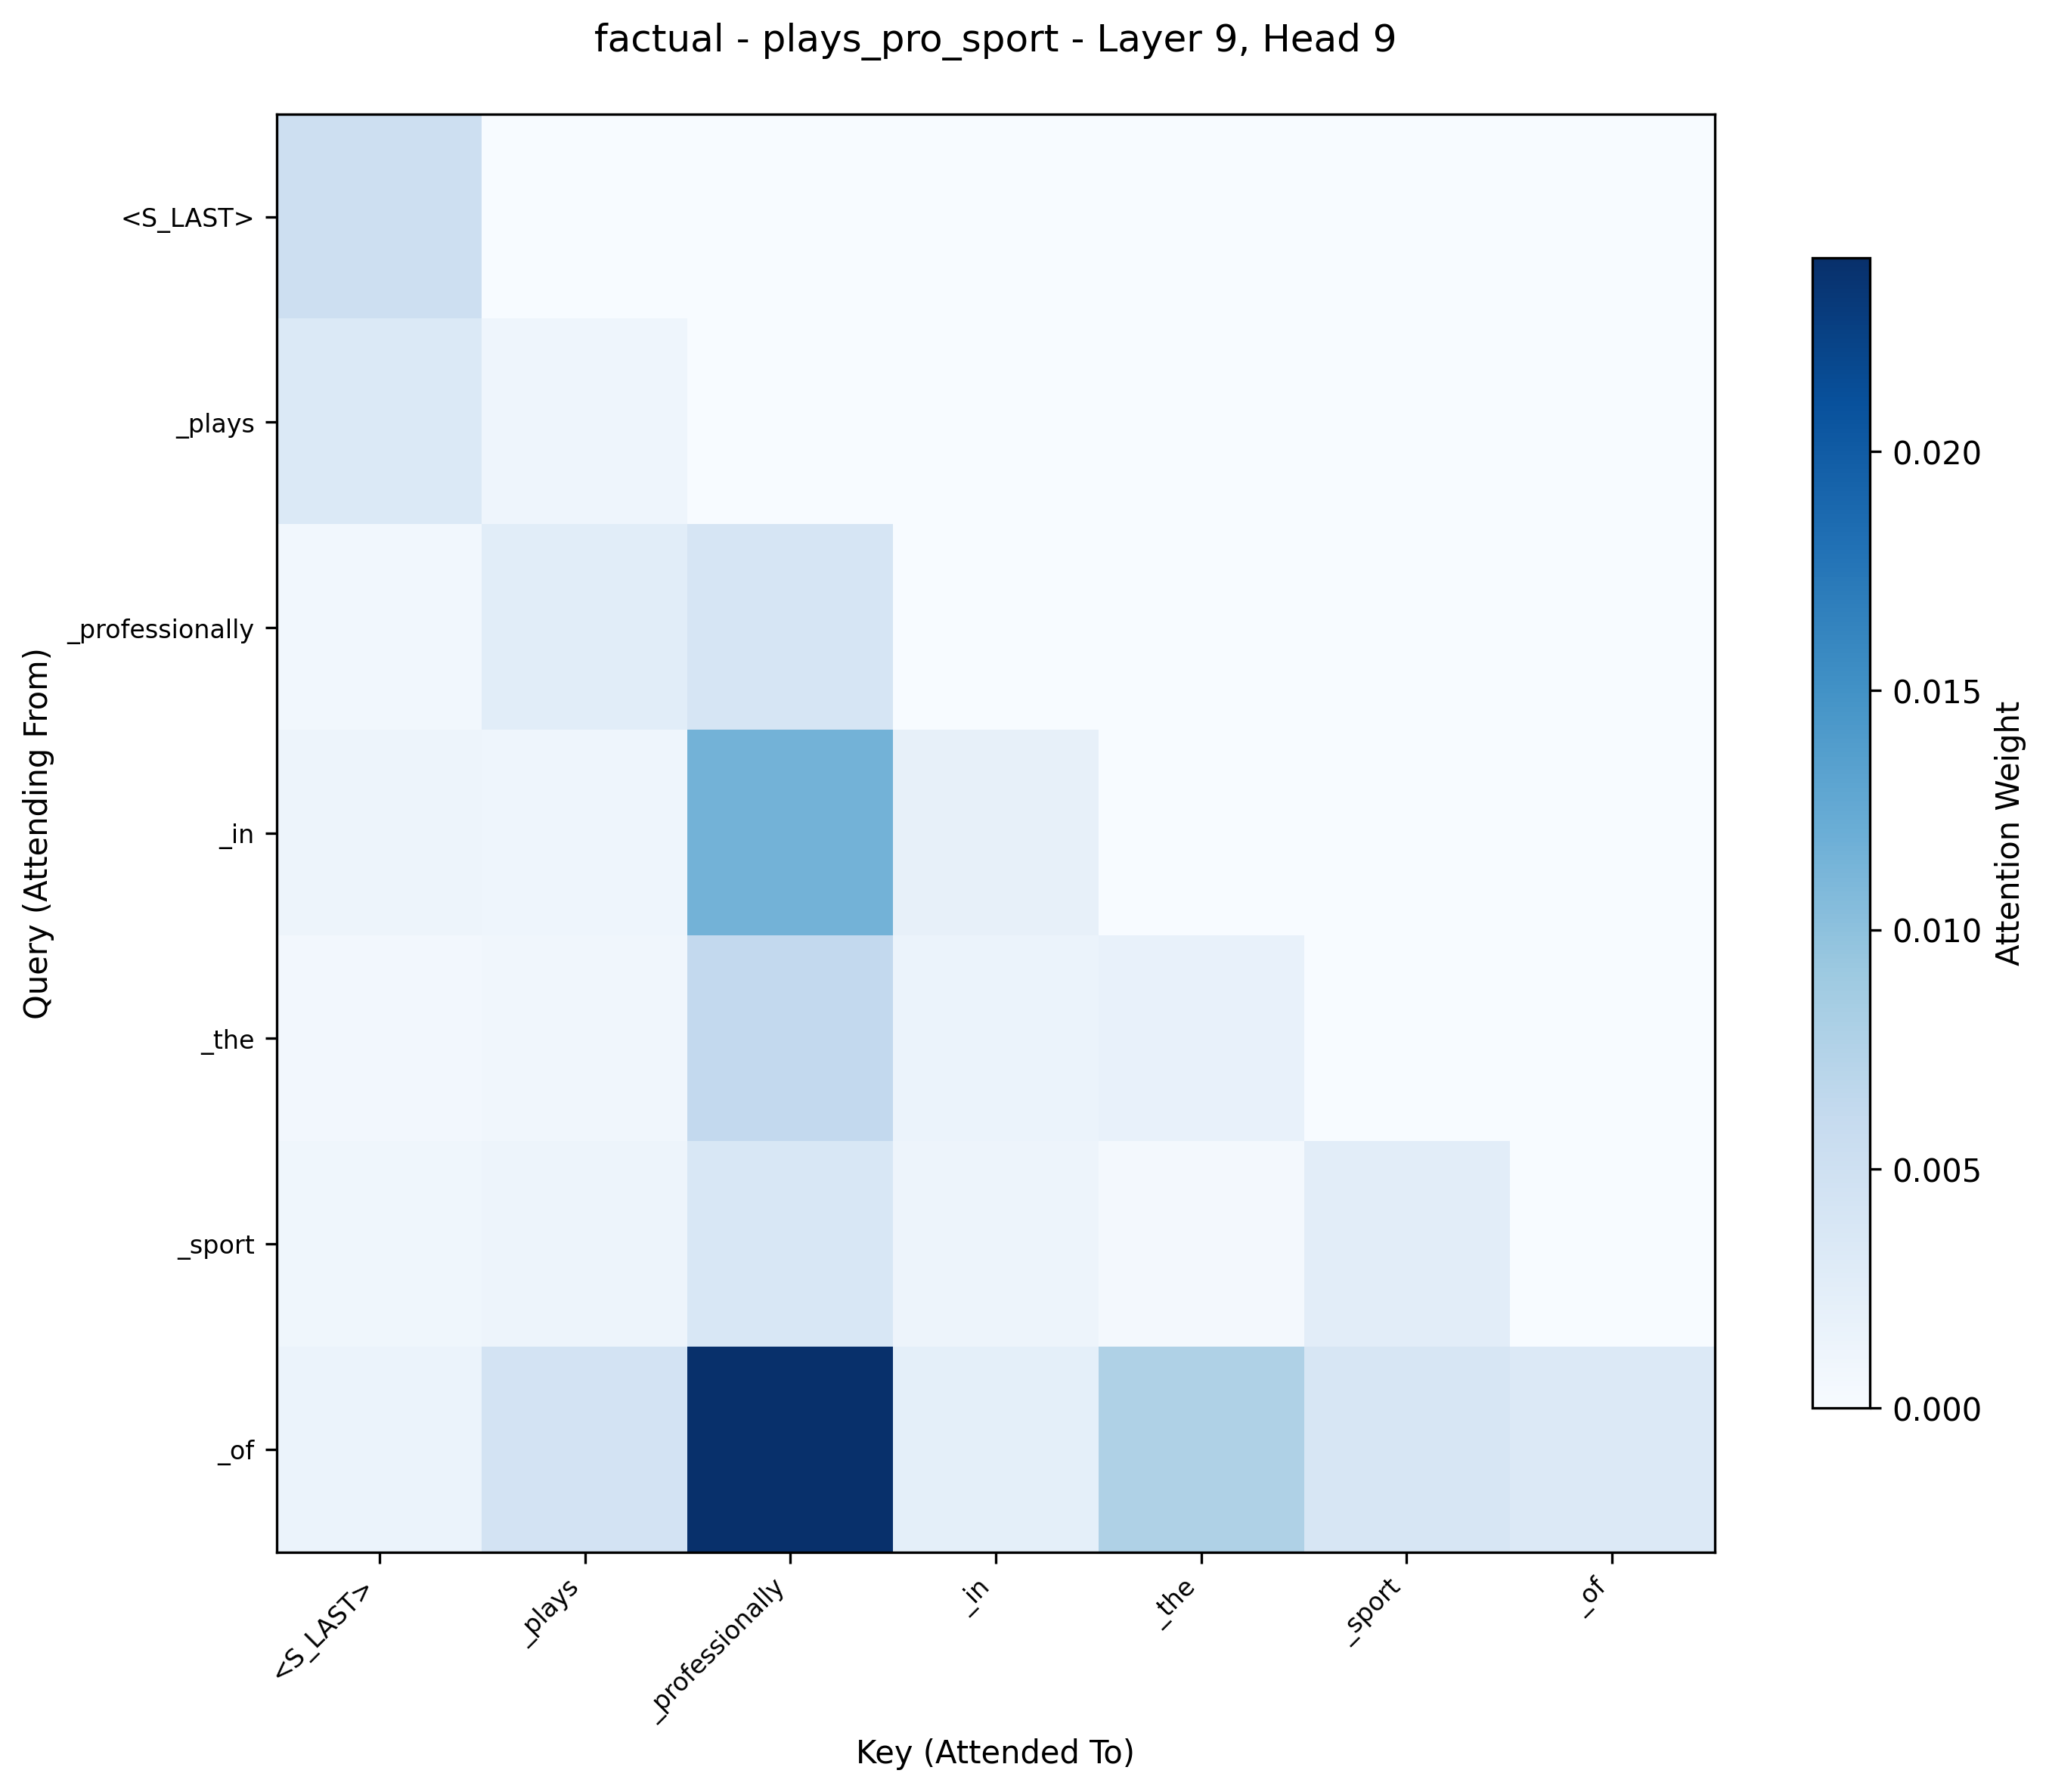 factual - plays_pro_sport - Layer 9, Head 9
<S_LAST>
_plays
_professionally
_in
_the
_sport
_of
Query (Attending From)
<S_LAST>
_plays
_professionally
_in
_the
_sport
_of
Key (Attended To)
0.020
0.015
0.010
0.005
0.000
Attention Weight